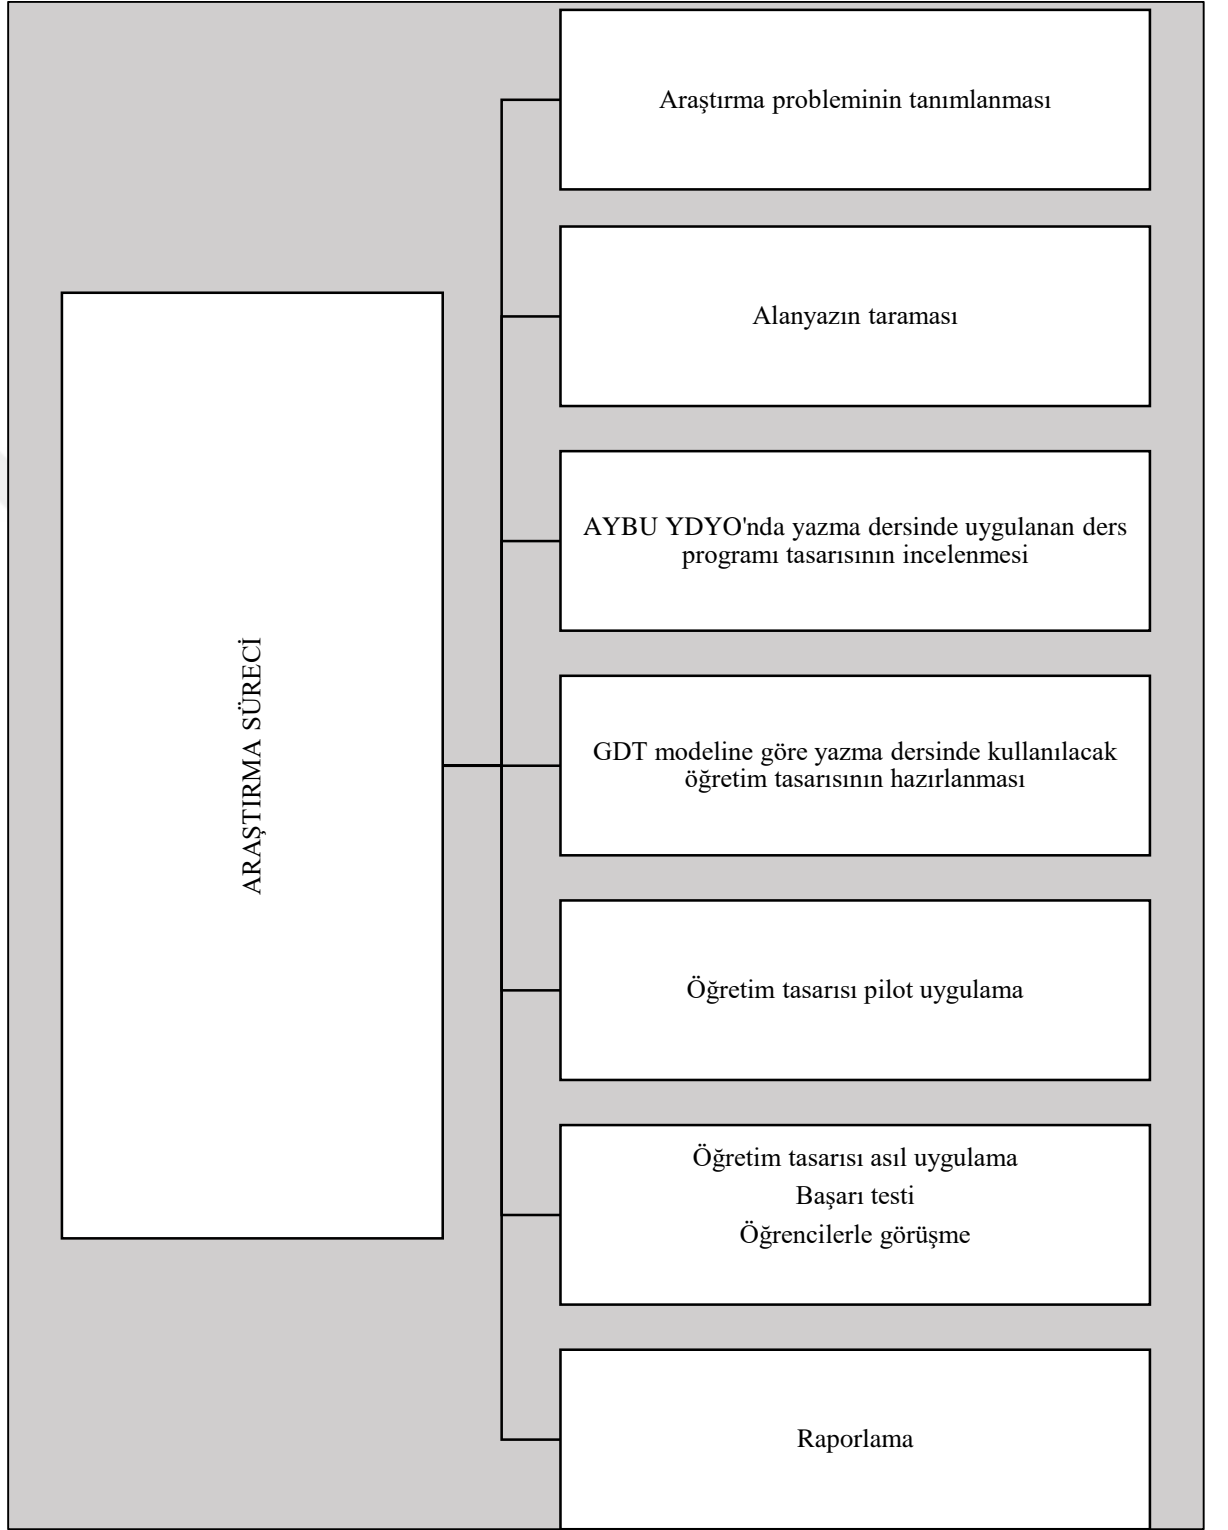 ARAŞTIRMA SÜRECİ
Araştırma probleminin tanımlanması
Alanyazın taraması
AYBU YDYO'nda yazma dersinde uygulanan ders
programı tasarısının incelenmesi
GDT modeline göre yazma dersinde kullanılacak
öğretim tasarısının hazırlanması
Öğretim tasarısı pilot uygulama
Öğretim tasarısı asıl uygulama
Başarı testi
Öğrencilerle görüşme
Raporlama